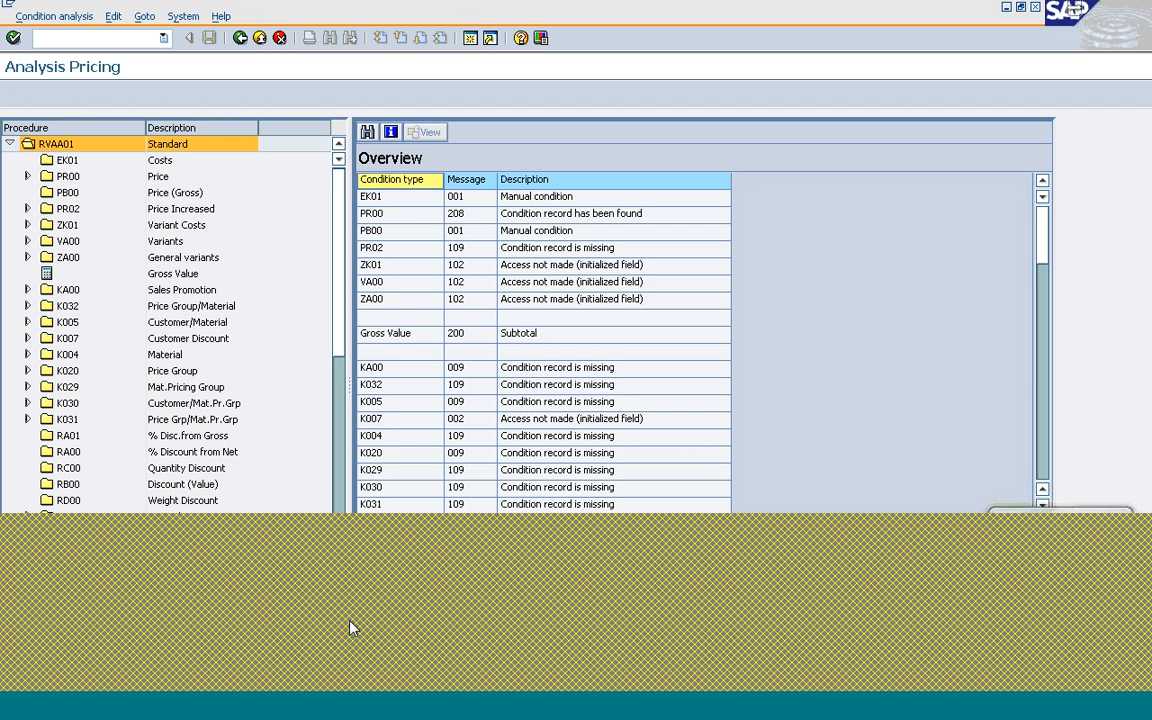 Condition analysis Edit Goto System Help
SAP
Analysis Pricing
Procedure Description
RVAA01 Standard
EK01 Costs
PR00 Price
PB00 Price (Gross)
PR02 Price Increased
ZK01 Variant Costs
VA00 Variants
ZA00 General variants
Gross Value
KA00 Sales Promotion
K032 Price Group/Material
K005 Customer/Material
K007 Customer Discount
K004 Material
K020 Price Group
K029 Mat.Pricing Group
K030 Customer/Mat.Pr.Grp
K031 Price Grp/Mat.Pr.Grp
RA01 % Disc.from Gross
RA00 % Discount from Net
RC00 Quantity Discount
RB00 Discount (Value)
RD00 Weight Discount
View
Overview
Condition type Message Description
EK01 001 Manual condition
PR00 208 Condition record has been found
PB00 001 Manual condition
PR02 109 Condition record is missing
ZK01 102 Access not made (initialized field)
VA00 102 Access not made (initialized field)
ZA00 102 Access not made (initialized field)
Gross Value 200 Subtotal
KA00 009 Condition record is missing
K032 109 Condition record is missing
K005 009 Condition record is missing
K007 002 Access not made (initialized field)
K004 109 Condition record is missing
K020 009 Condition record is missing
K029 109 Condition record is missing
K030 109 Condition record is missing
K031 109 Condition record is missing